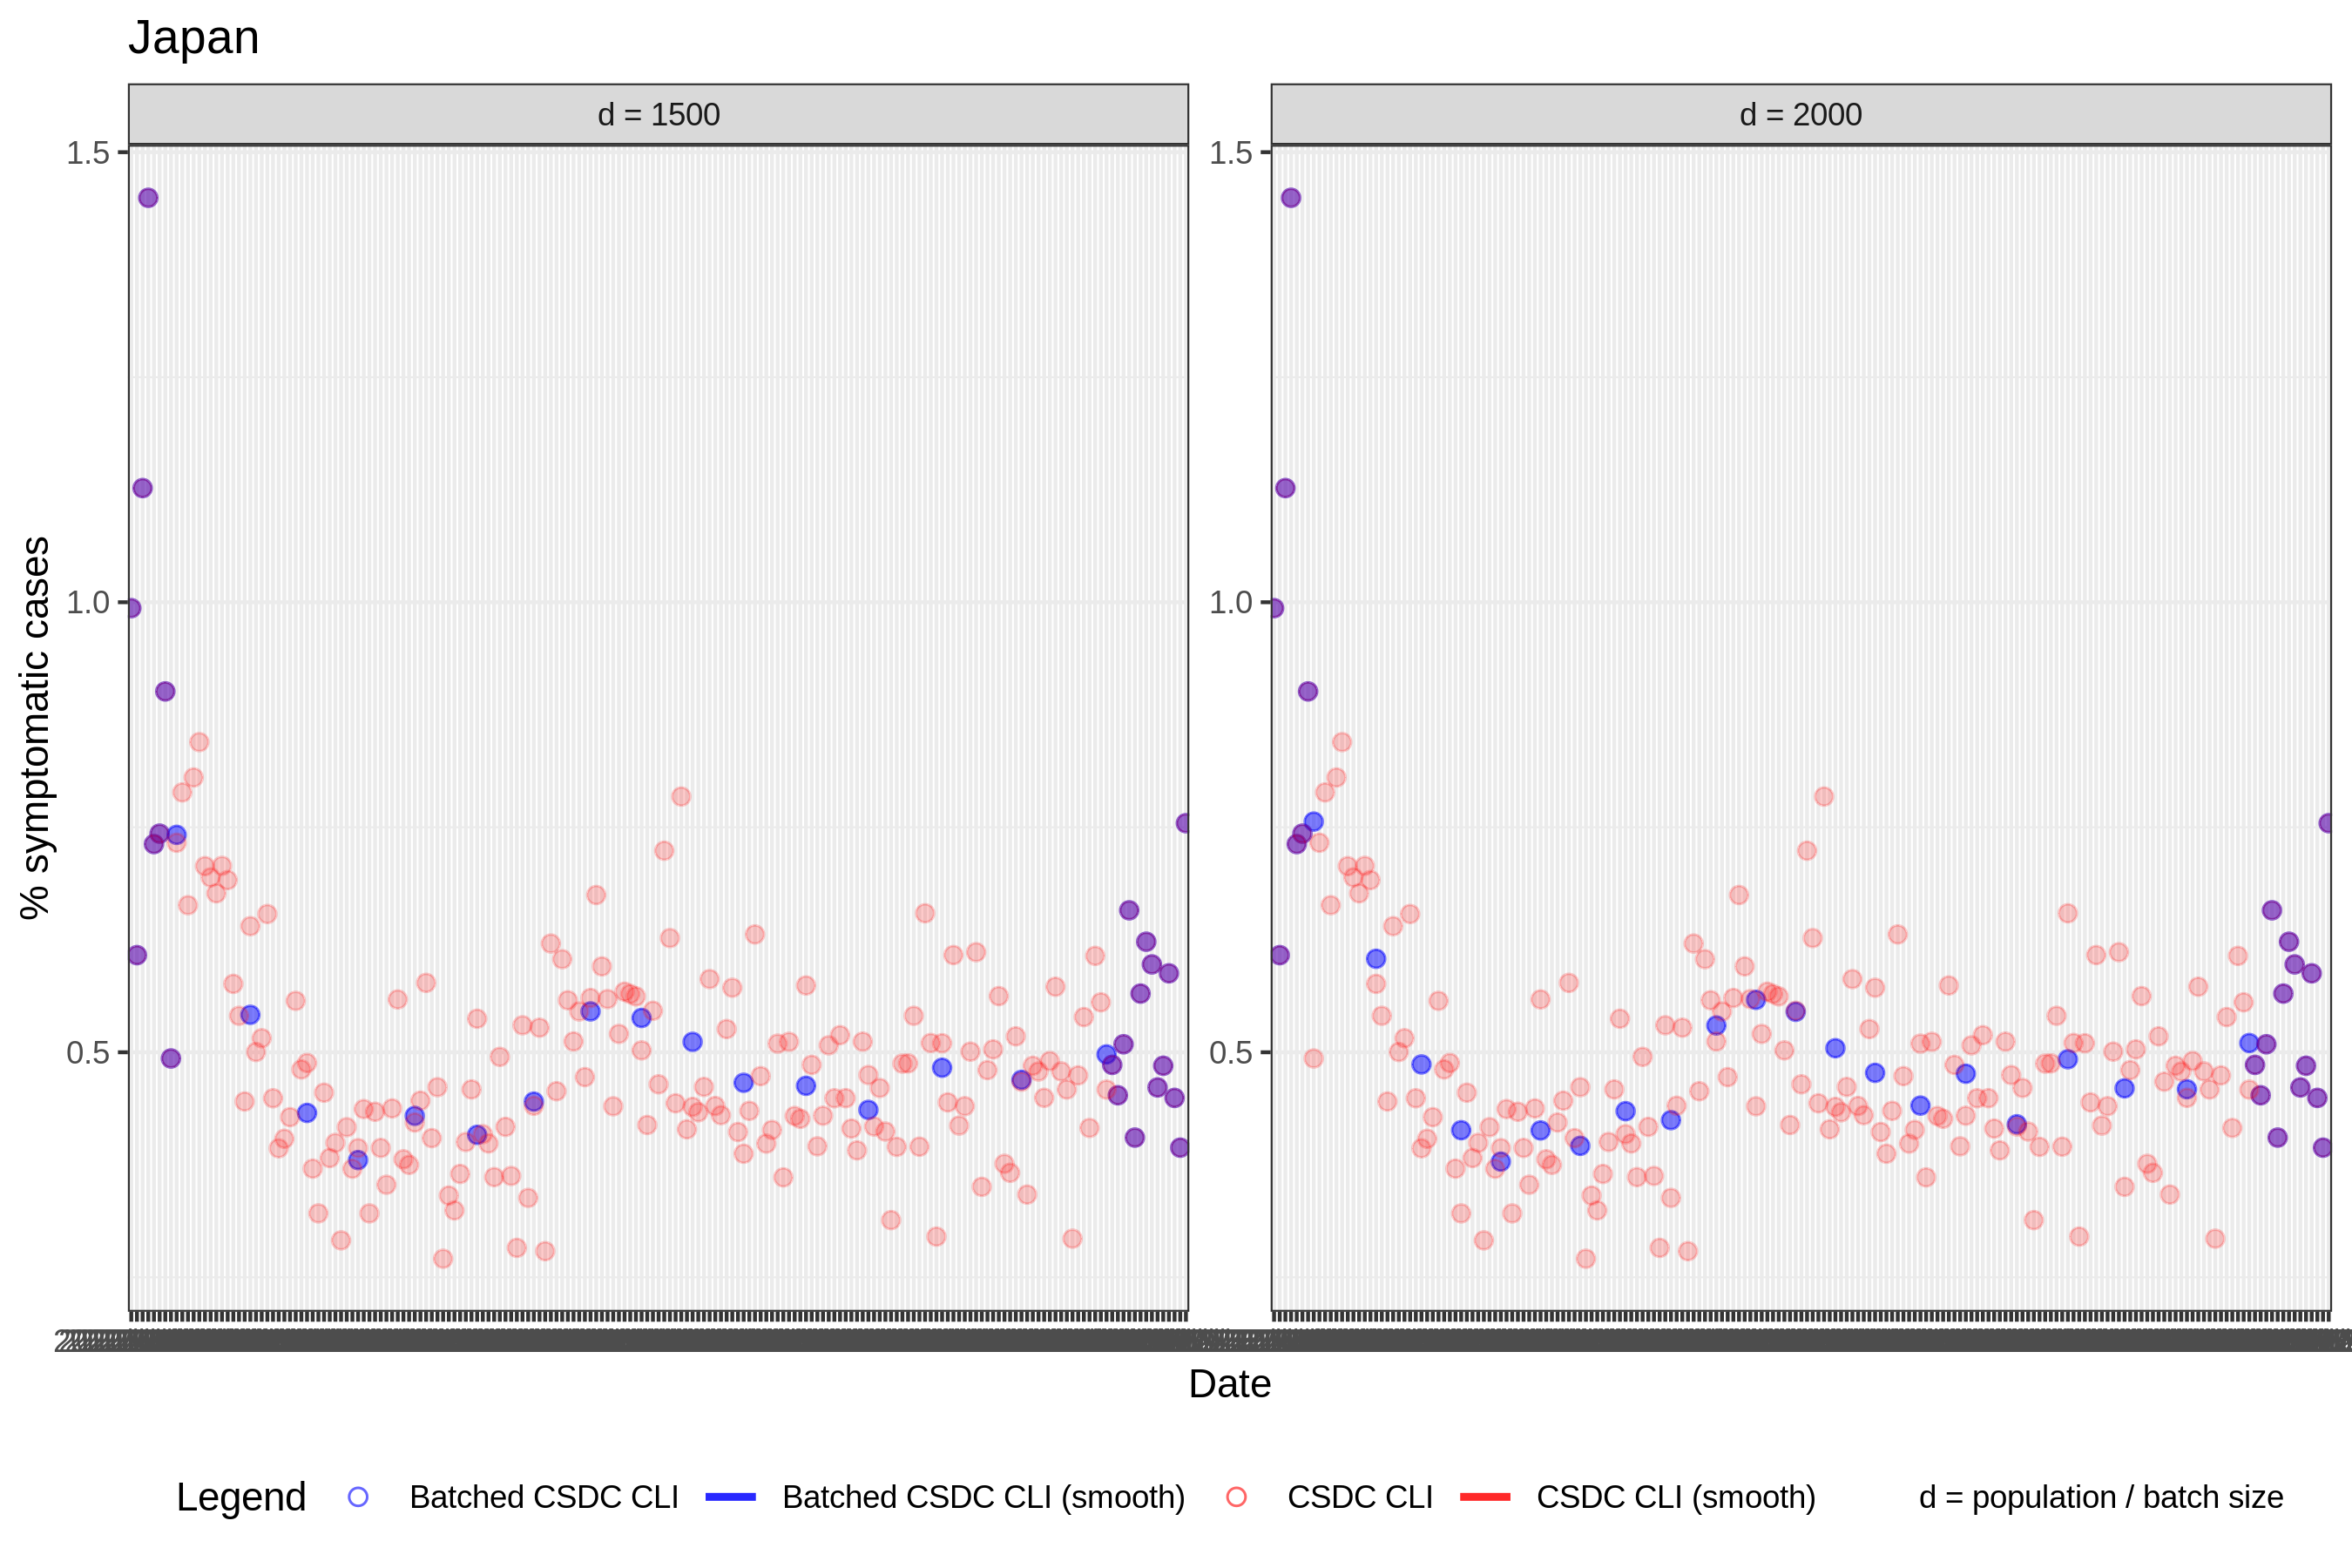 Japan
d = 1500
d = 2000
1.5
1.0
0.5
1.5
1.0
0.5
% symptomatic cases
Date
Legend
Batched CSDC CLI
Batched CSDC CLI (smooth)
CSDC CLI
CSDC CLI (smooth)
d = population / batch size